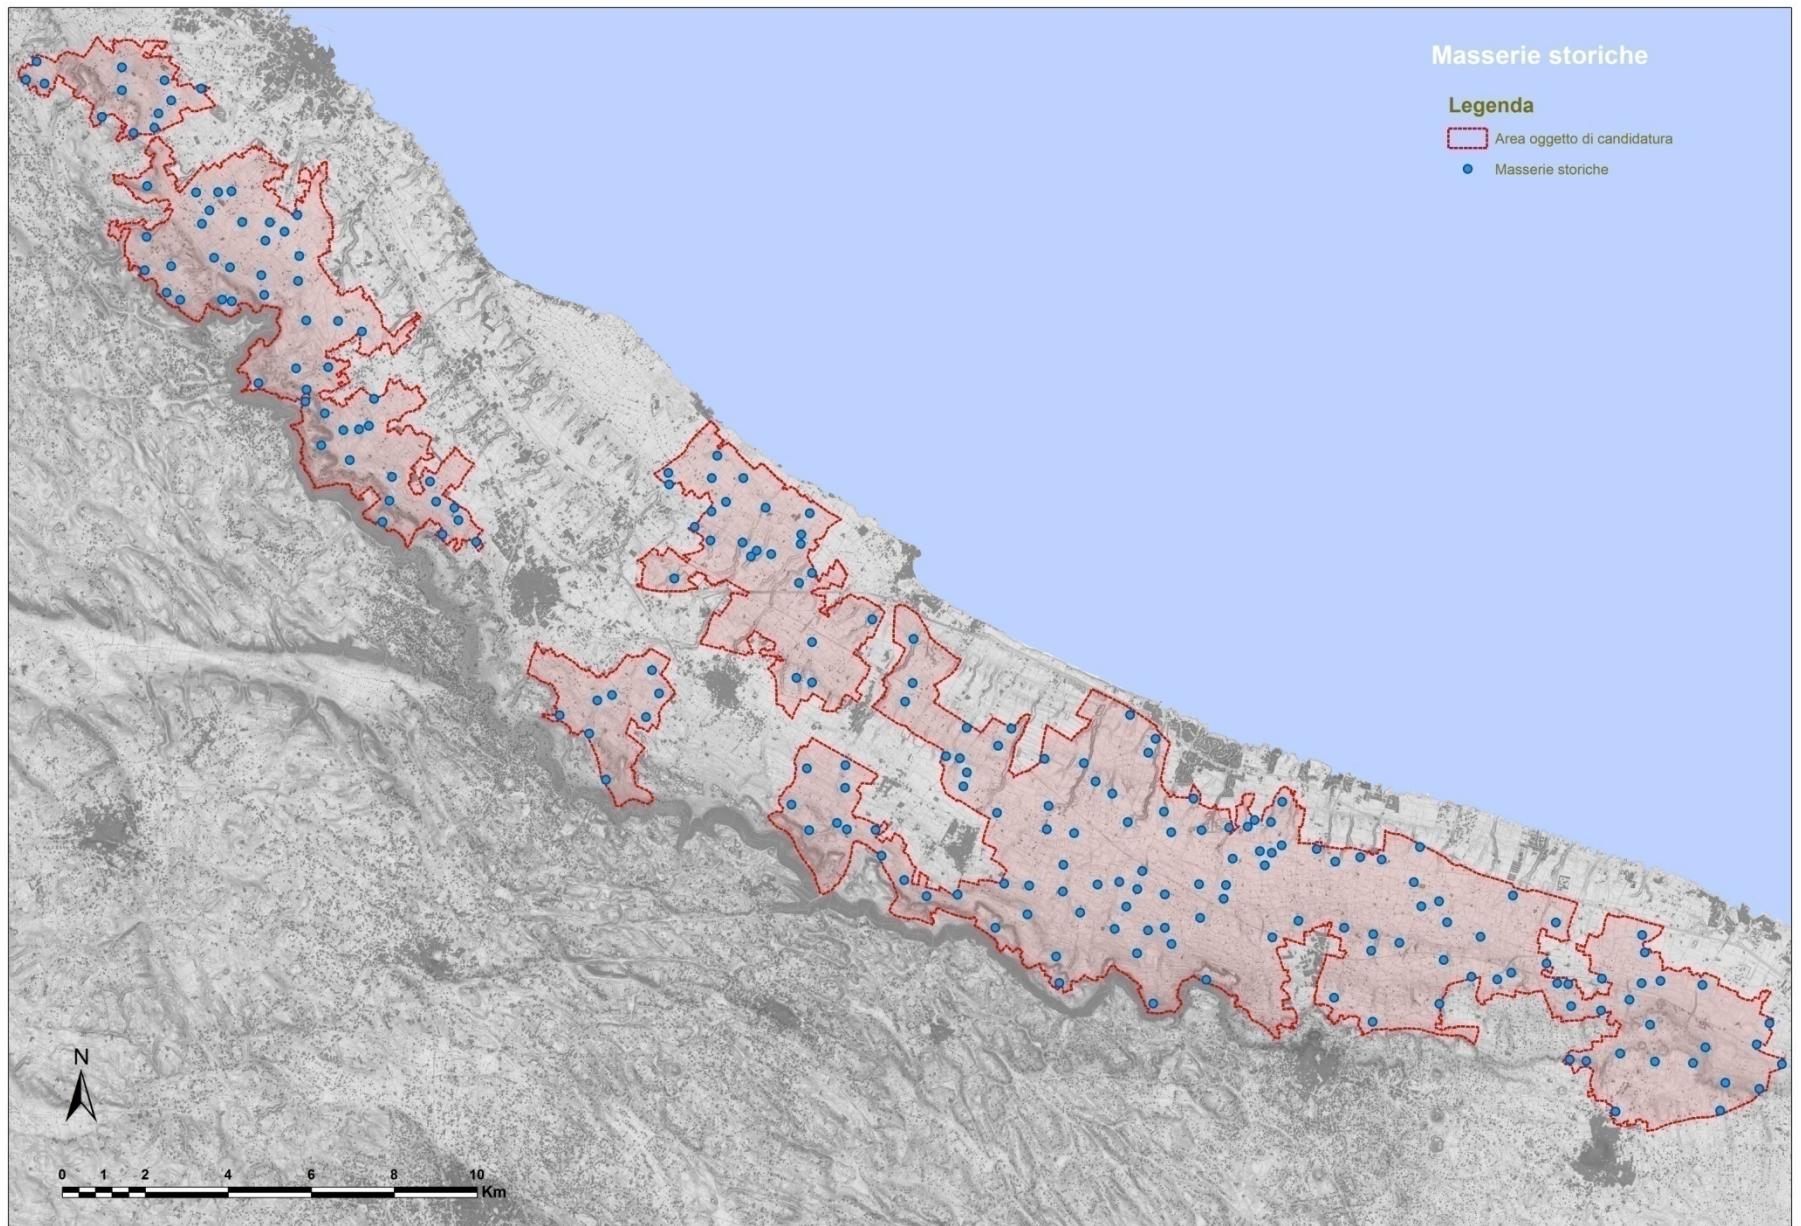 Masserie storiche
Legenda
Area oggetto di candidatura
Masserie storiche
N
0 1 2 4 6 8 10
Km